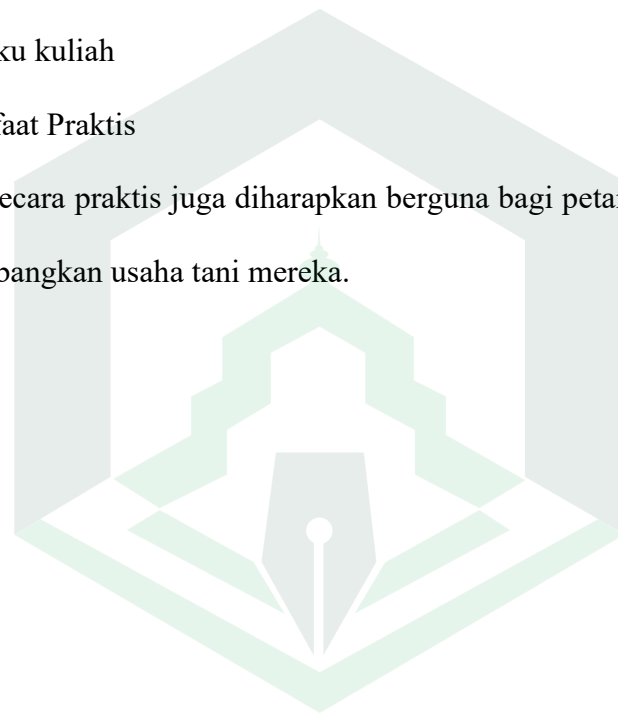 ku kuliah
faat Praktis
ecara praktis juga diharapkan berguna bagi peta
bangkan usaha tani mereka.